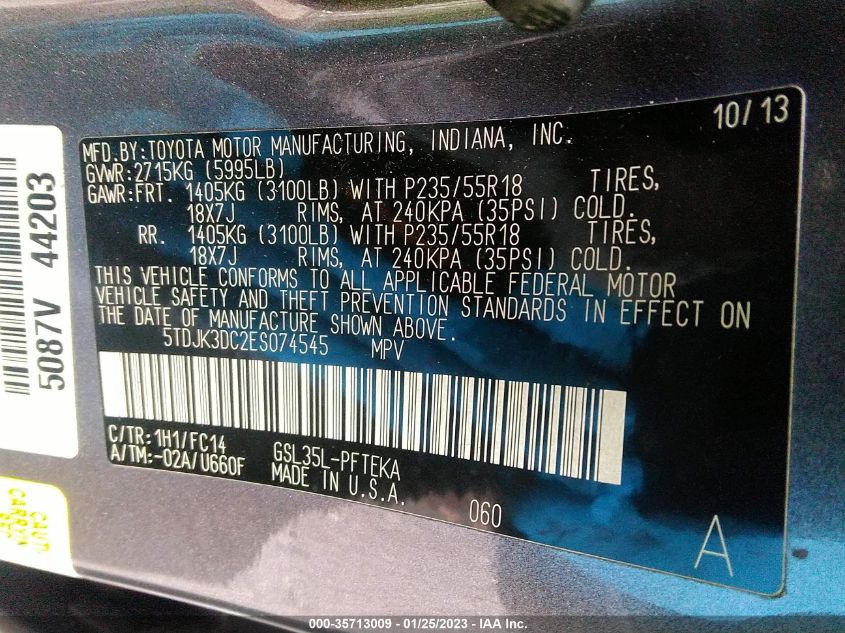 10/13
MFD.BY:TOYOTA MOTOR MANUFACTURING, INDIANA, INC.
GVWR:2715KG (5995LB)
GAWR:FRT. 1405KG (3100LB) WITH P235/55R18 TIRES,
18X7J RIMS, AT 240KPA (35PSI) COLD.
RR. 1405KG (3100LB) WITH P235/55R18 TIRES,
18X7J RIMS, AT 240KPA (35PSI) COLD.
THIS VEHICLE CONFORMS TO ALL APPLICABLE FEDERAL MOTOR
VEHICLE SAFETY AND THEFT PREVENTION STANDARDS IN EFFECT ON
THE DATE OF MANUFACTURE SHOWN ABOVE.
5TDJK3DC2ES074545 MPV
C/TR:1H1/FC14 GSL35L-PFTEKA
A/TM:-02A/U660F MADE IN U.S.A.
060
A
5087V 44203
000-35713009 - 01/25/2023 - IAA Inc.